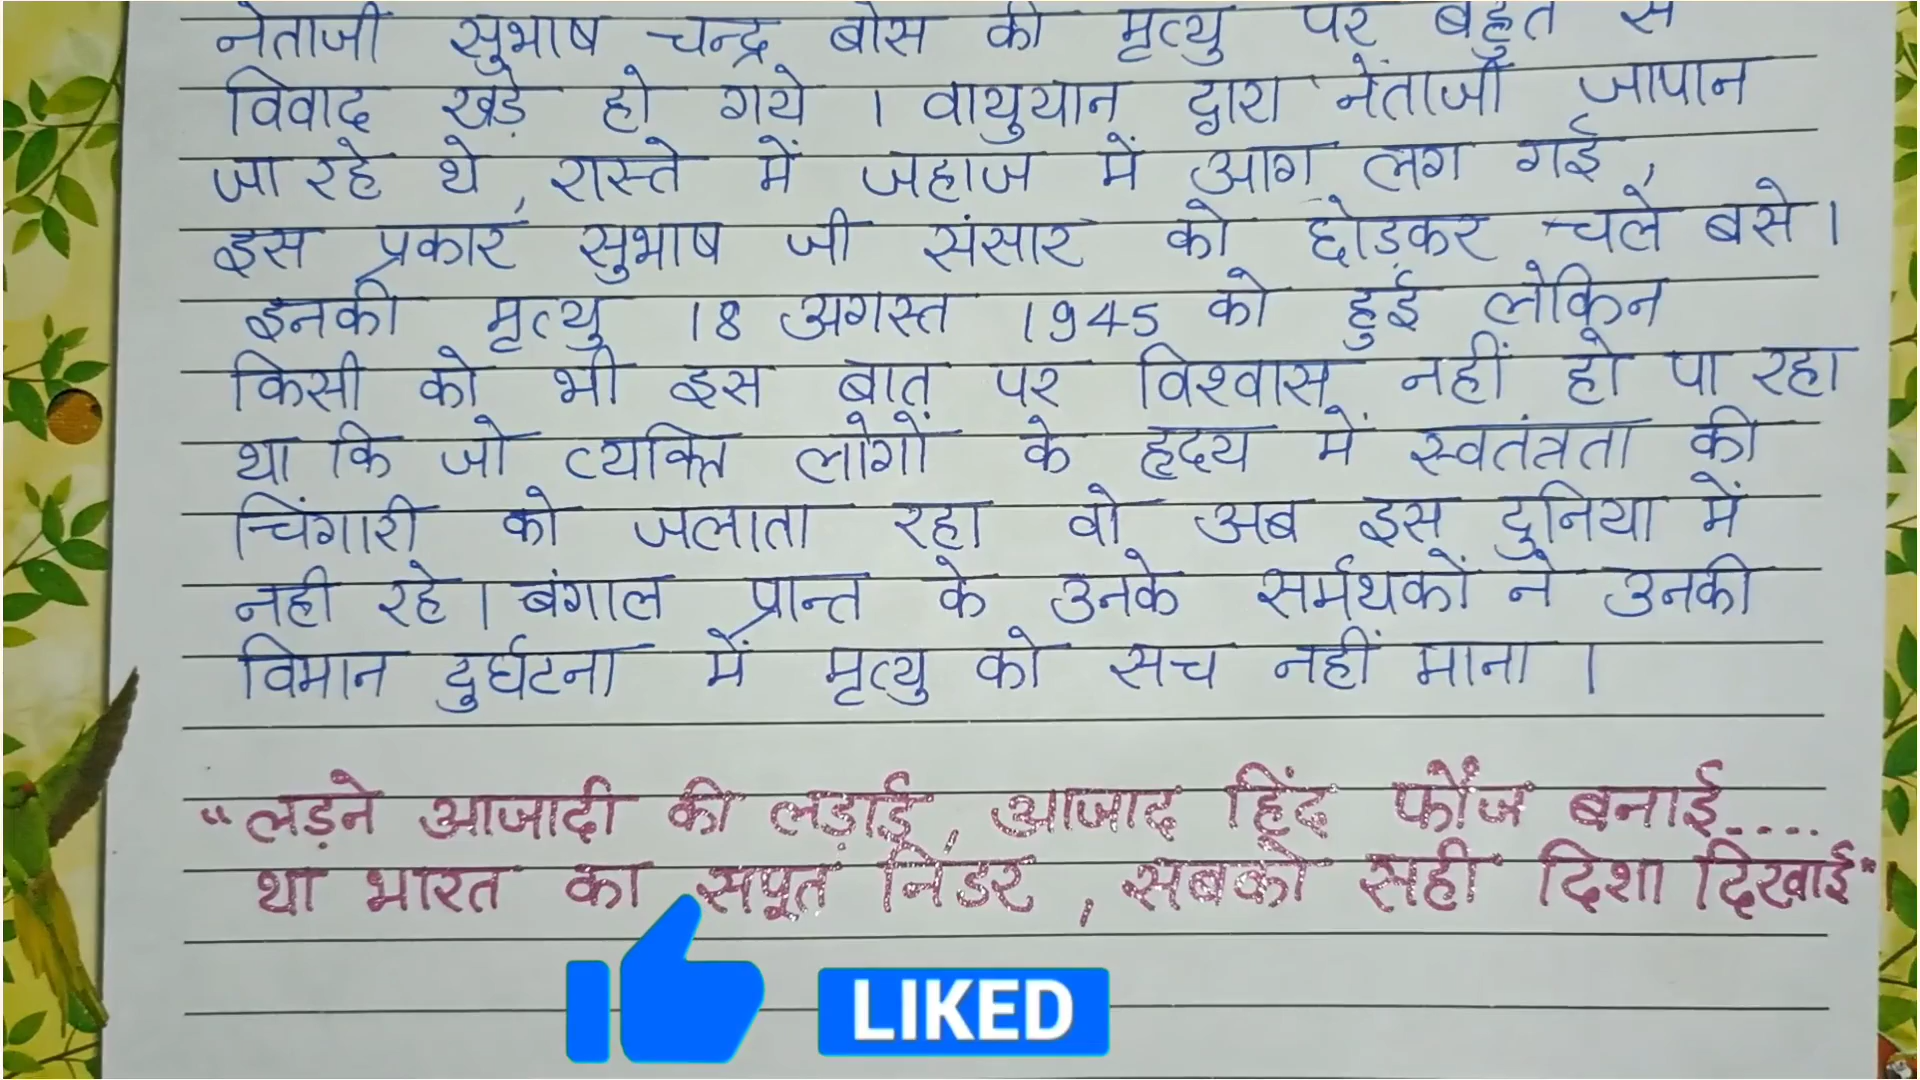 नेताजी सुभाष चन्द्र बोस की मृत्यु पर बहुत से
विवाद खड़े हो गये । वायुयान द्वारा नेंताजी जापान
जा रहे थे, रास्ते में जहाज में आग लग गई,
इस प्रकार सुभाष जी संसार को छोड़कर चले बसे ।
इनकी मृत्यु 18 अगस्त 1945 को हुई लेकिन
किसी को भी इस बात पर विश्वास नहीं हो पा रहा
था कि जो व्यक्ति लोगों के हृदय में स्वतंत्रता की
चिंगारी को जलाता रहा वो अब इस दुनिया में
नही रहे । बंगाल प्रान्त के उनके सर्मथकों ने उनकी
विमान दुर्घटना में मृत्यु को सच नहीं माना ।
“लड़ने आजादी की लड़ाई, आजाद हिंद फौंज बनाई....
था भारत का सपूत निडर, सबको सही दिशा दिखाई”
LIKED